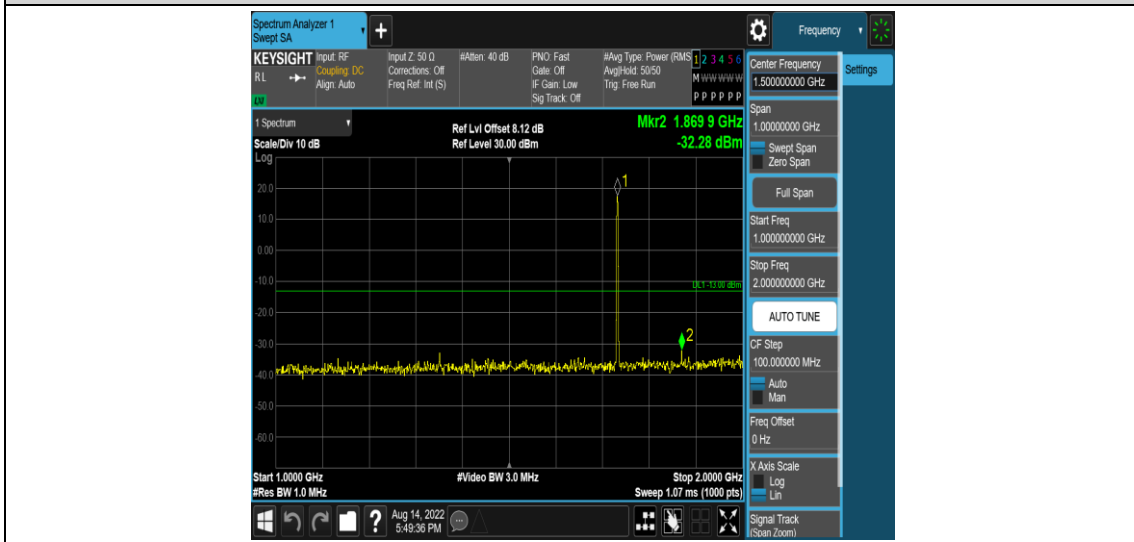 Spectrum Analyzer 1
Swept SA
+
Frequency
KEYSIGHT
RL
LXI
Input: RF
Coupling: DC
Align: Auto
Input Z: 50 Ω
Corrections: Off
Freq Ref: Int (S)
#Atten: 40 dB
PNO: Fast
Gate: Off
IF Gain: Low
Sig Track: Off
#Avg Type: Power (RMS
Avg|Hold: 50/50
Trig: Free Run
1 2 3 4 5 6
M W W W W W
P P P P P P
1 Spectrum
Scale/Div 10 dB
Log
Ref Lvl Offset 8.12 dB
Ref Level 30.00 dBm
Mkr2 1.869 9 GHz
-32.28 dBm
1
20.0
10.0
0.00
-10.0
DL1 -13.00 dBm
-20.0
2
-30.0
-40.0
-50.0
-60.0
Start 1.0000 GHz
#Res BW 1.0 MHz
#Video BW 3.0 MHz
Stop 2.0000 GHz
Sweep 1.07 ms (1000 pts)
?
Aug 14, 2022
5:49:36 PM
Center Frequency
1.50000000 GHz
Settings
Span
1.00000000 GHz
Swept Span
Zero Span
Full Span
Start Freq
1.000000000 GHz
Stop Freq
2.000000000 GHz
AUTO TUNE
CF Step
100.000000 MHz
Auto
Man
Freq Offset
0 Hz
X Axis Scale
Log
Lin
Signal Track
(Span Zoom)